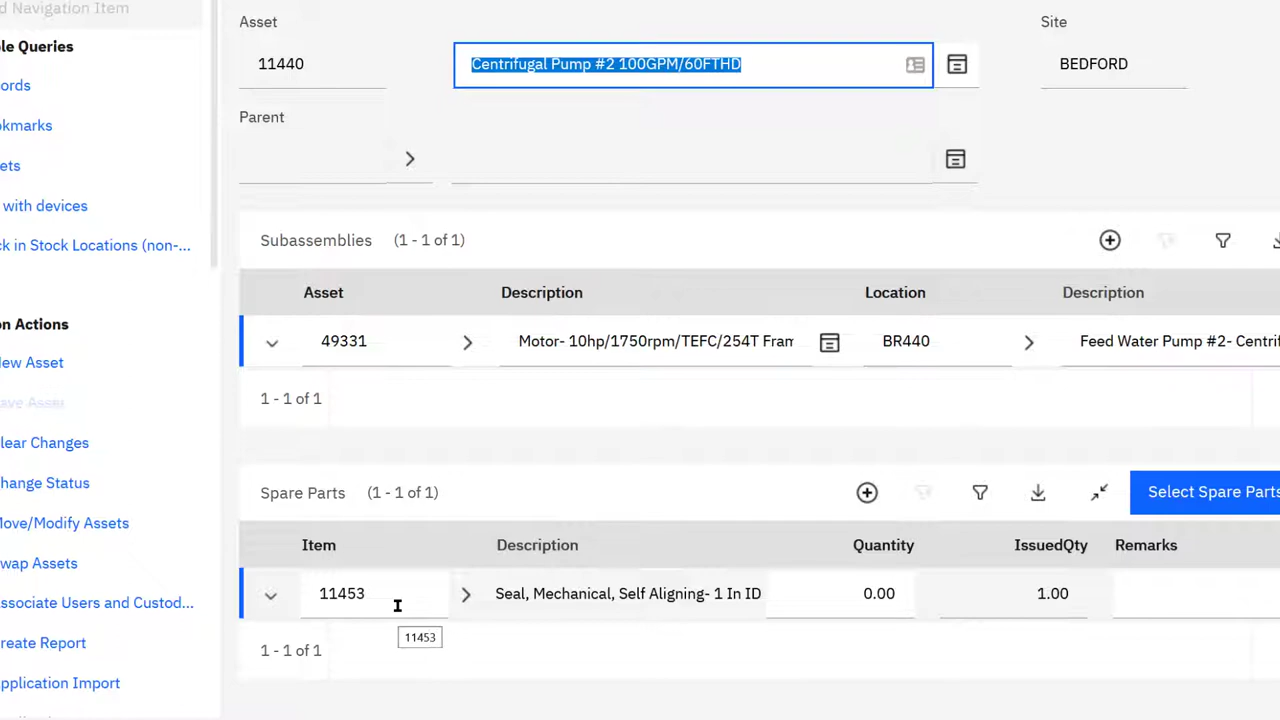 d Navigation Item
le Queries
ords
kmarks
ets
with devices
ck in Stock Locations (non-...
n Actions
New Asset
ave Asset
lear Changes
hange Status
Move/Modify Assets
wap Assets
ssociate Users and Custod...
reate Report
pplication Import
Asset
Site
11440
Centrifugal Pump #2 100GPM/60FTHD
BEDFORD
Parent
Subassemblies (1 - 1 of 1)
Asset Description Location Description
49331 Motor- 10hp/1750rpm/TEFC/254T Fram BR440 Feed Water Pump #2- Centrif
1 - 1 of 1
Spare Parts (1 - 1 of 1)
Select Spare Parts
Item Description Quantity IssuedQty Remarks
11453 Seal, Mechanical, Self Aligning- 1 In ID 0.00 1.00
11453
1 - 1 of 1